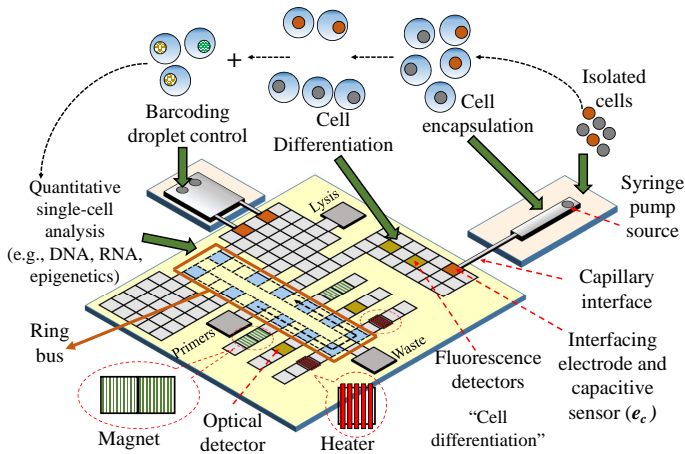 +
Isolated
cells
Barcoding
droplet control
Cell
Differentiation
Cell
encapsulation
Quantitative
single-cell
analysis
(e.g., DNA, RNA,
epigenetics)
Lysis
Syringe
pump
source
Capillary
interface
Ring
bus
Primers
Waste
Fluorescence
detectors
Interfacing
electrode and
capacitive
sensor (e_c)
Magnet
Optical
detector
Heater
“Cell
differentiation”